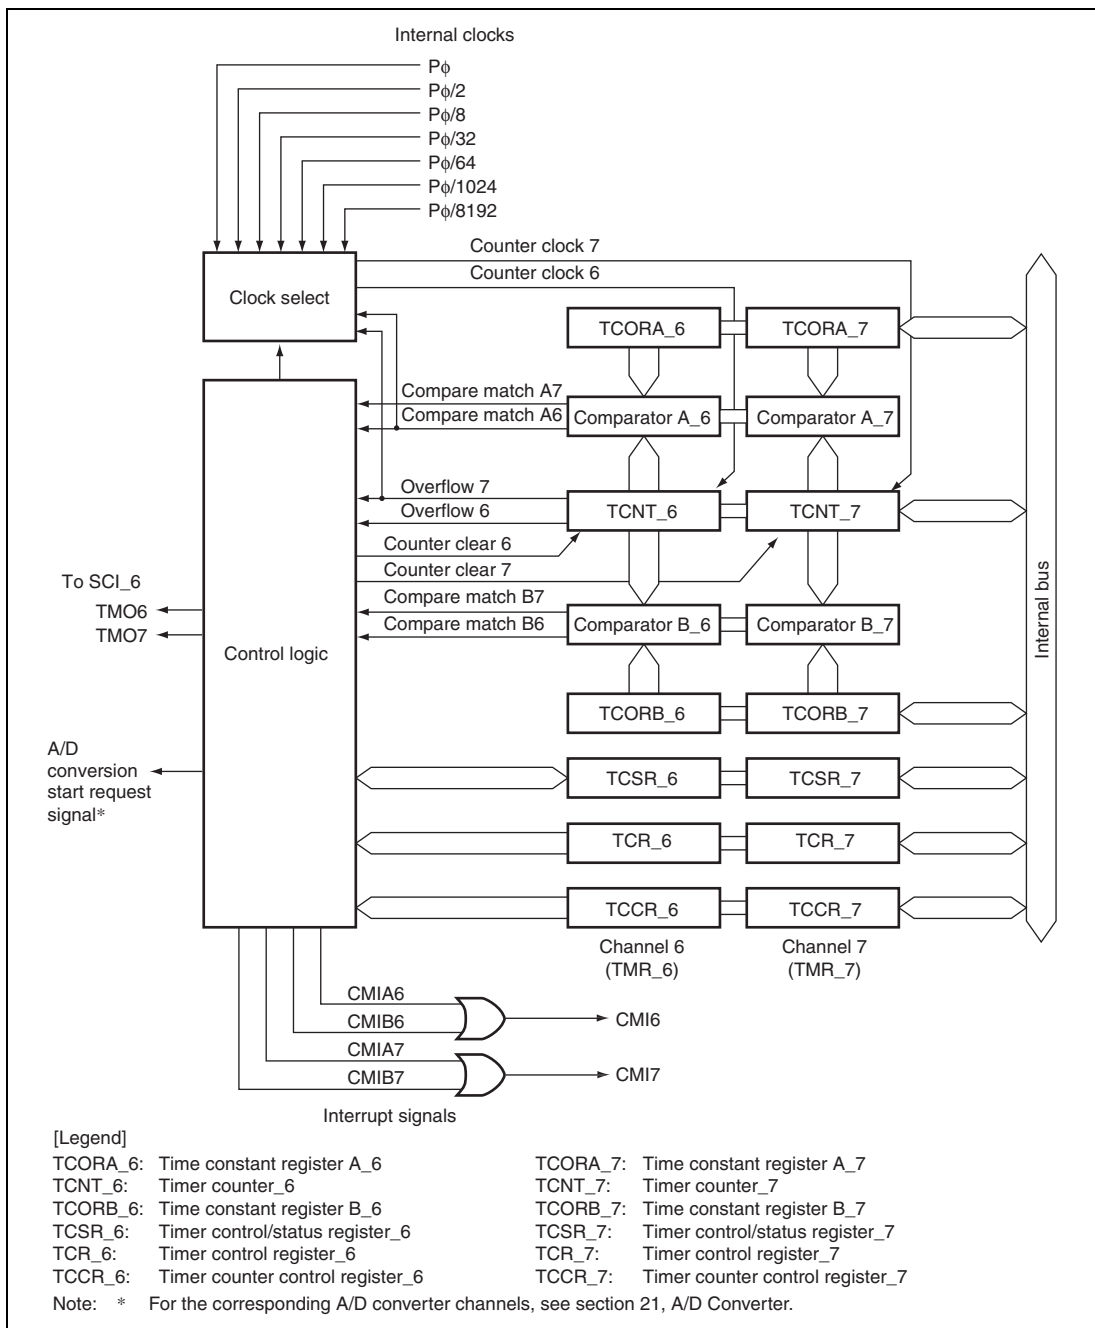 Internal clocks
Pϕ
Pϕ/2
Pϕ/8
Pϕ/32
Pϕ/64
Pϕ/1024
Pϕ/8192
Counter clock 7
Counter clock 6
Clock select
TCORA_6
TCORA_7
Compare match A7
Compare match A6
Comparator A_6
Comparator A_7
Overflow 7
Overflow 6
TCNT_6
TCNT_7
Counter clear 6
Counter clear 7
To SCI_6
TMO6
TMO7
Compare match B7
Compare match B6
Comparator B_6
Comparator B_7
Control logic
Internal bus
TCORB_6
TCORB_7
A/D
conversion
start request
signal*
TCSR_6
TCSR_7
TCR_6
TCR_7
TCCR_6
TCCR_7
Channel 6
(TMR_6)
Channel 7
(TMR_7)
CMIA6
CMIB6
CMI6
CMIA7
CMIB7
CMI7
Interrupt signals
[Legend]
TCORA_6: Time constant register A_6
TCORA_7: Time constant register A_7
TCNT_6: Timer counter_6
TCNT_7: Timer counter_7
TCORB_6: Time constant register B_6
TCORB_7: Time constant register B_7
TCSR_6: Timer control/status register_6
TCSR_7: Timer control/status register_7
TCR_6: Timer control register_6
TCR_7: Timer control register_7
TCCR_6: Timer counter control register_6
TCCR_7: Timer counter control register_7
Note: * For the corresponding A/D converter channels, see section 21, A/D Converter.